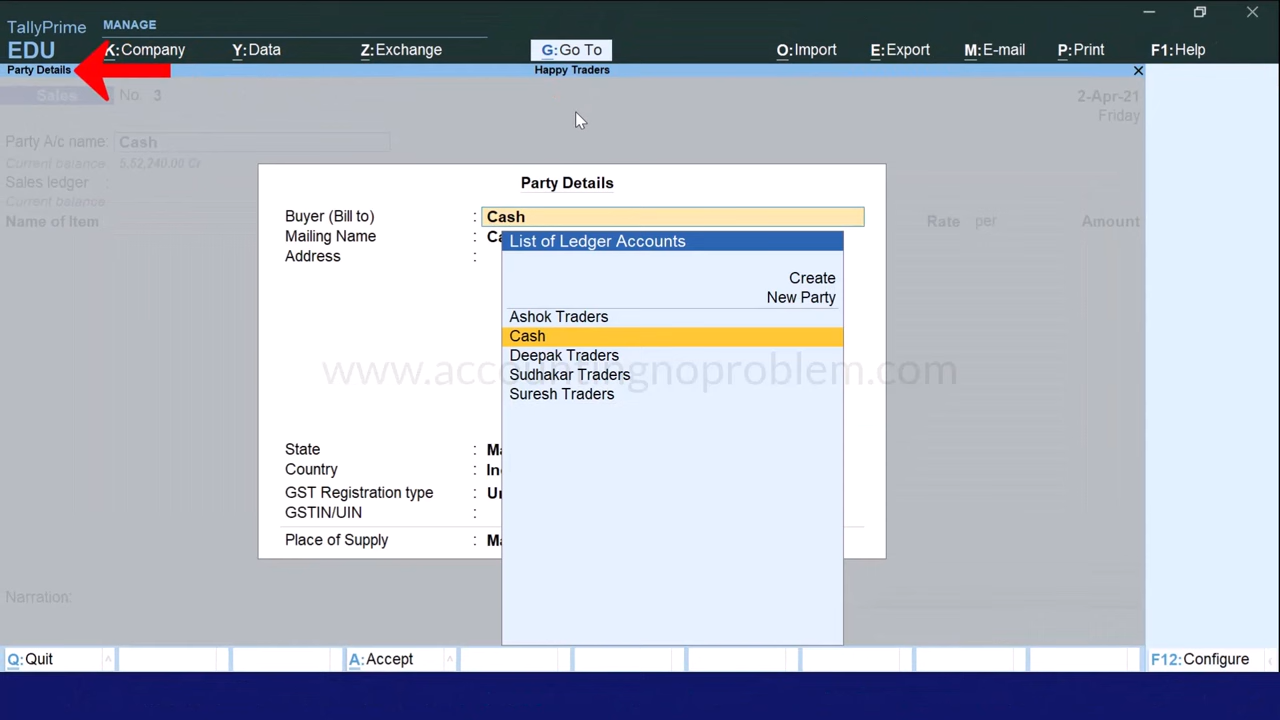 TallyPrime
MANAGE
EDU
K:Company
Y:Data
Z:Exchange
G:Go To
O:Import
E:Export
M:E-mail
P:Print
F1:Help
Party Details
Happy Traders
Sales No. 3
2-Apr-21
Friday
Party A/c name: Cash
Current balance: 5,52,240.00 Cr
Sales ledger :
Current balance :
Name of Item
Rate per
Amount
Party Details
Buyer (Bill to) : Cash
Mailing Name :
Address :
List of Ledger Accounts
Create
New Party
Ashok Traders
Cash
Deepak Traders
Sudhakar Traders
Suresh Traders
www.accountingnoproblem.com
State :
Country :
GST Registration type :
GSTIN/UIN :
Place of Supply :
Narration:
Q:Quit
A:Accept
F12:Configure